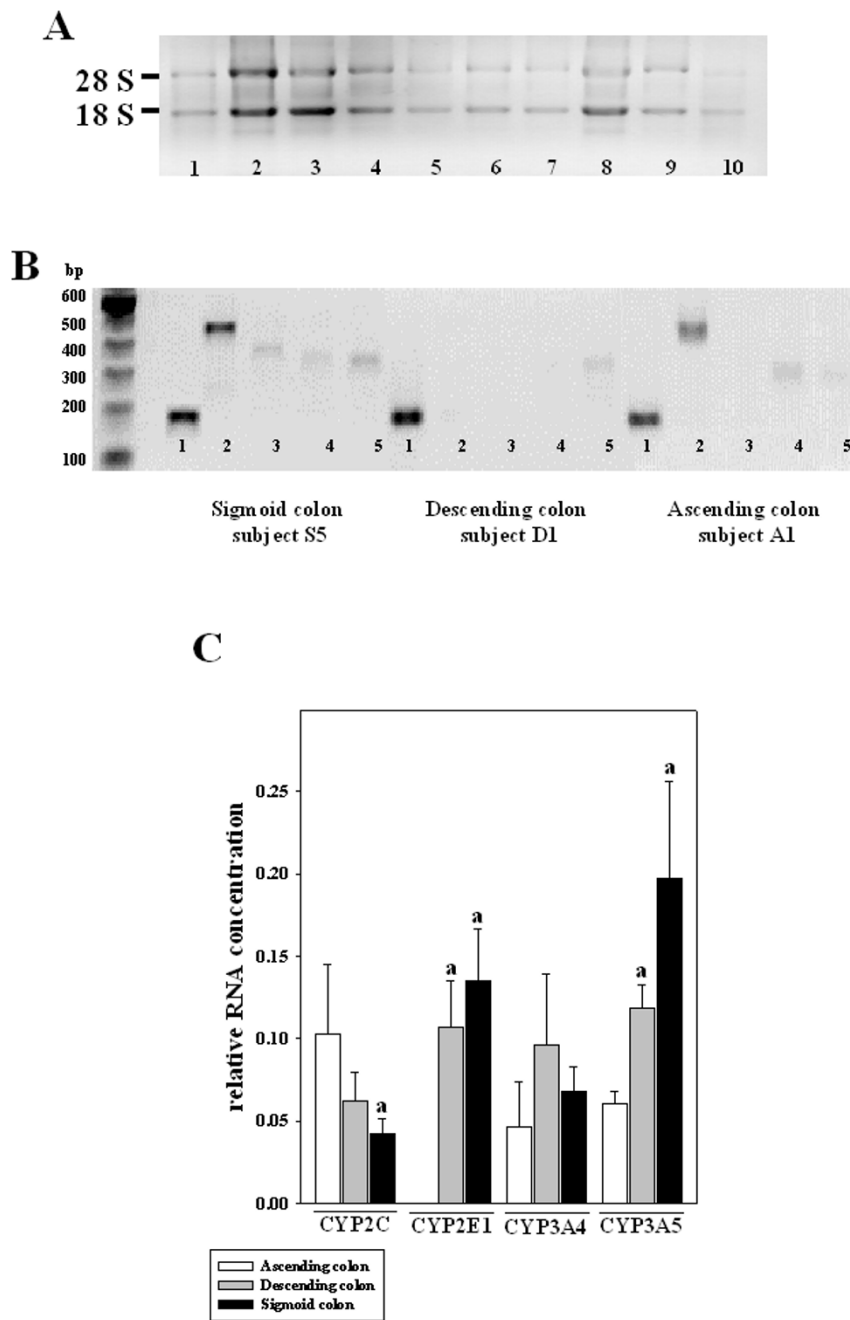 A
28 S
18 S
1 2 3 4 5 6 7 8 9 10
B
bp
600
500
400
300
200
100
1 2 3 4 5 1 2 3 4 5 1 2 3 4 5
Sigmoid colon
subject S5
Descending colon
subject D1
Ascending colon
subject A1
C
relative RNA concentration
0.25
0.20
0.15
0.10
0.05
0.00
a
a
a
a
a
CYP2C CYP2E1 CYP3A4 CYP3A5
Ascending colon
Descending colon
Sigmoid colon